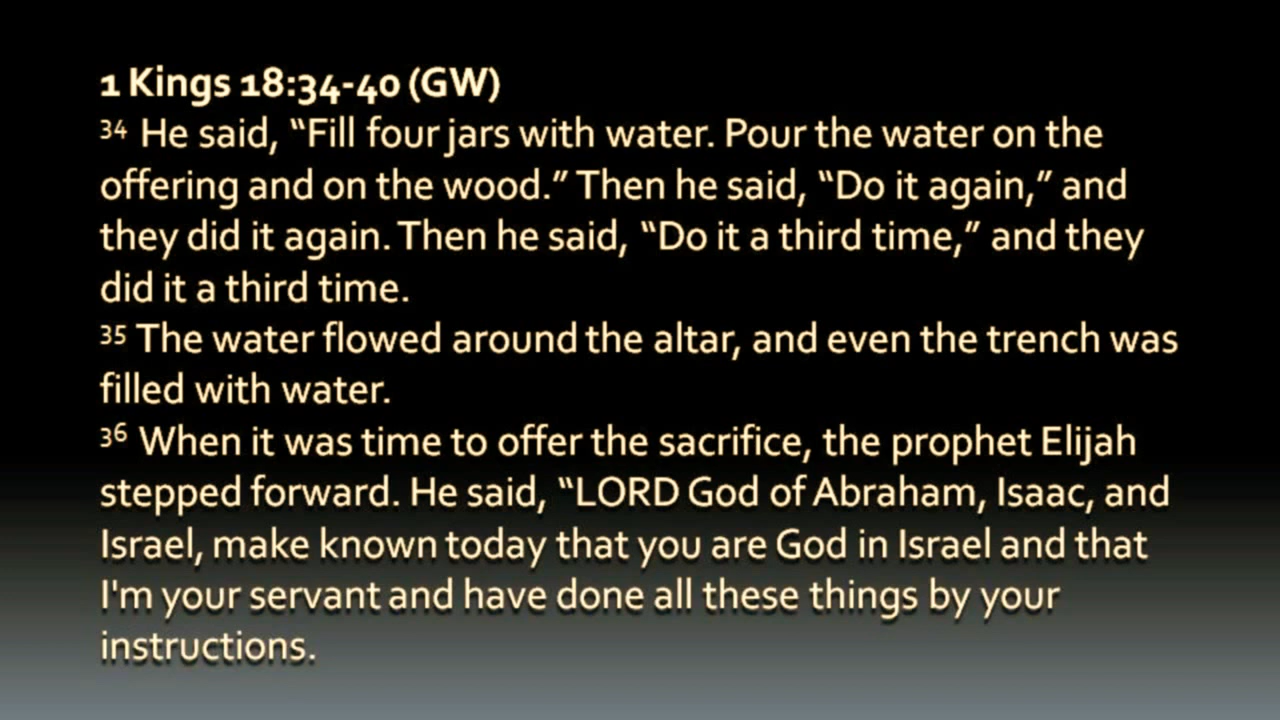 1 Kings 18:34-40 (GW)
34 He said, “Fill four jars with water. Pour the water on the
offering and on the wood.” Then he said, “Do it again,” and
they did it again. Then he said, “Do it a third time,” and they
did it a third time.
35 The water flowed around the altar, and even the trench was
filled with water.
36 When it was time to offer the sacrifice, the prophet Elijah
stepped forward. He said, “LORD God of Abraham, Isaac, and
Israel, make known today that you are God in Israel and that
I'm your servant and have done all these things by your
instructions.